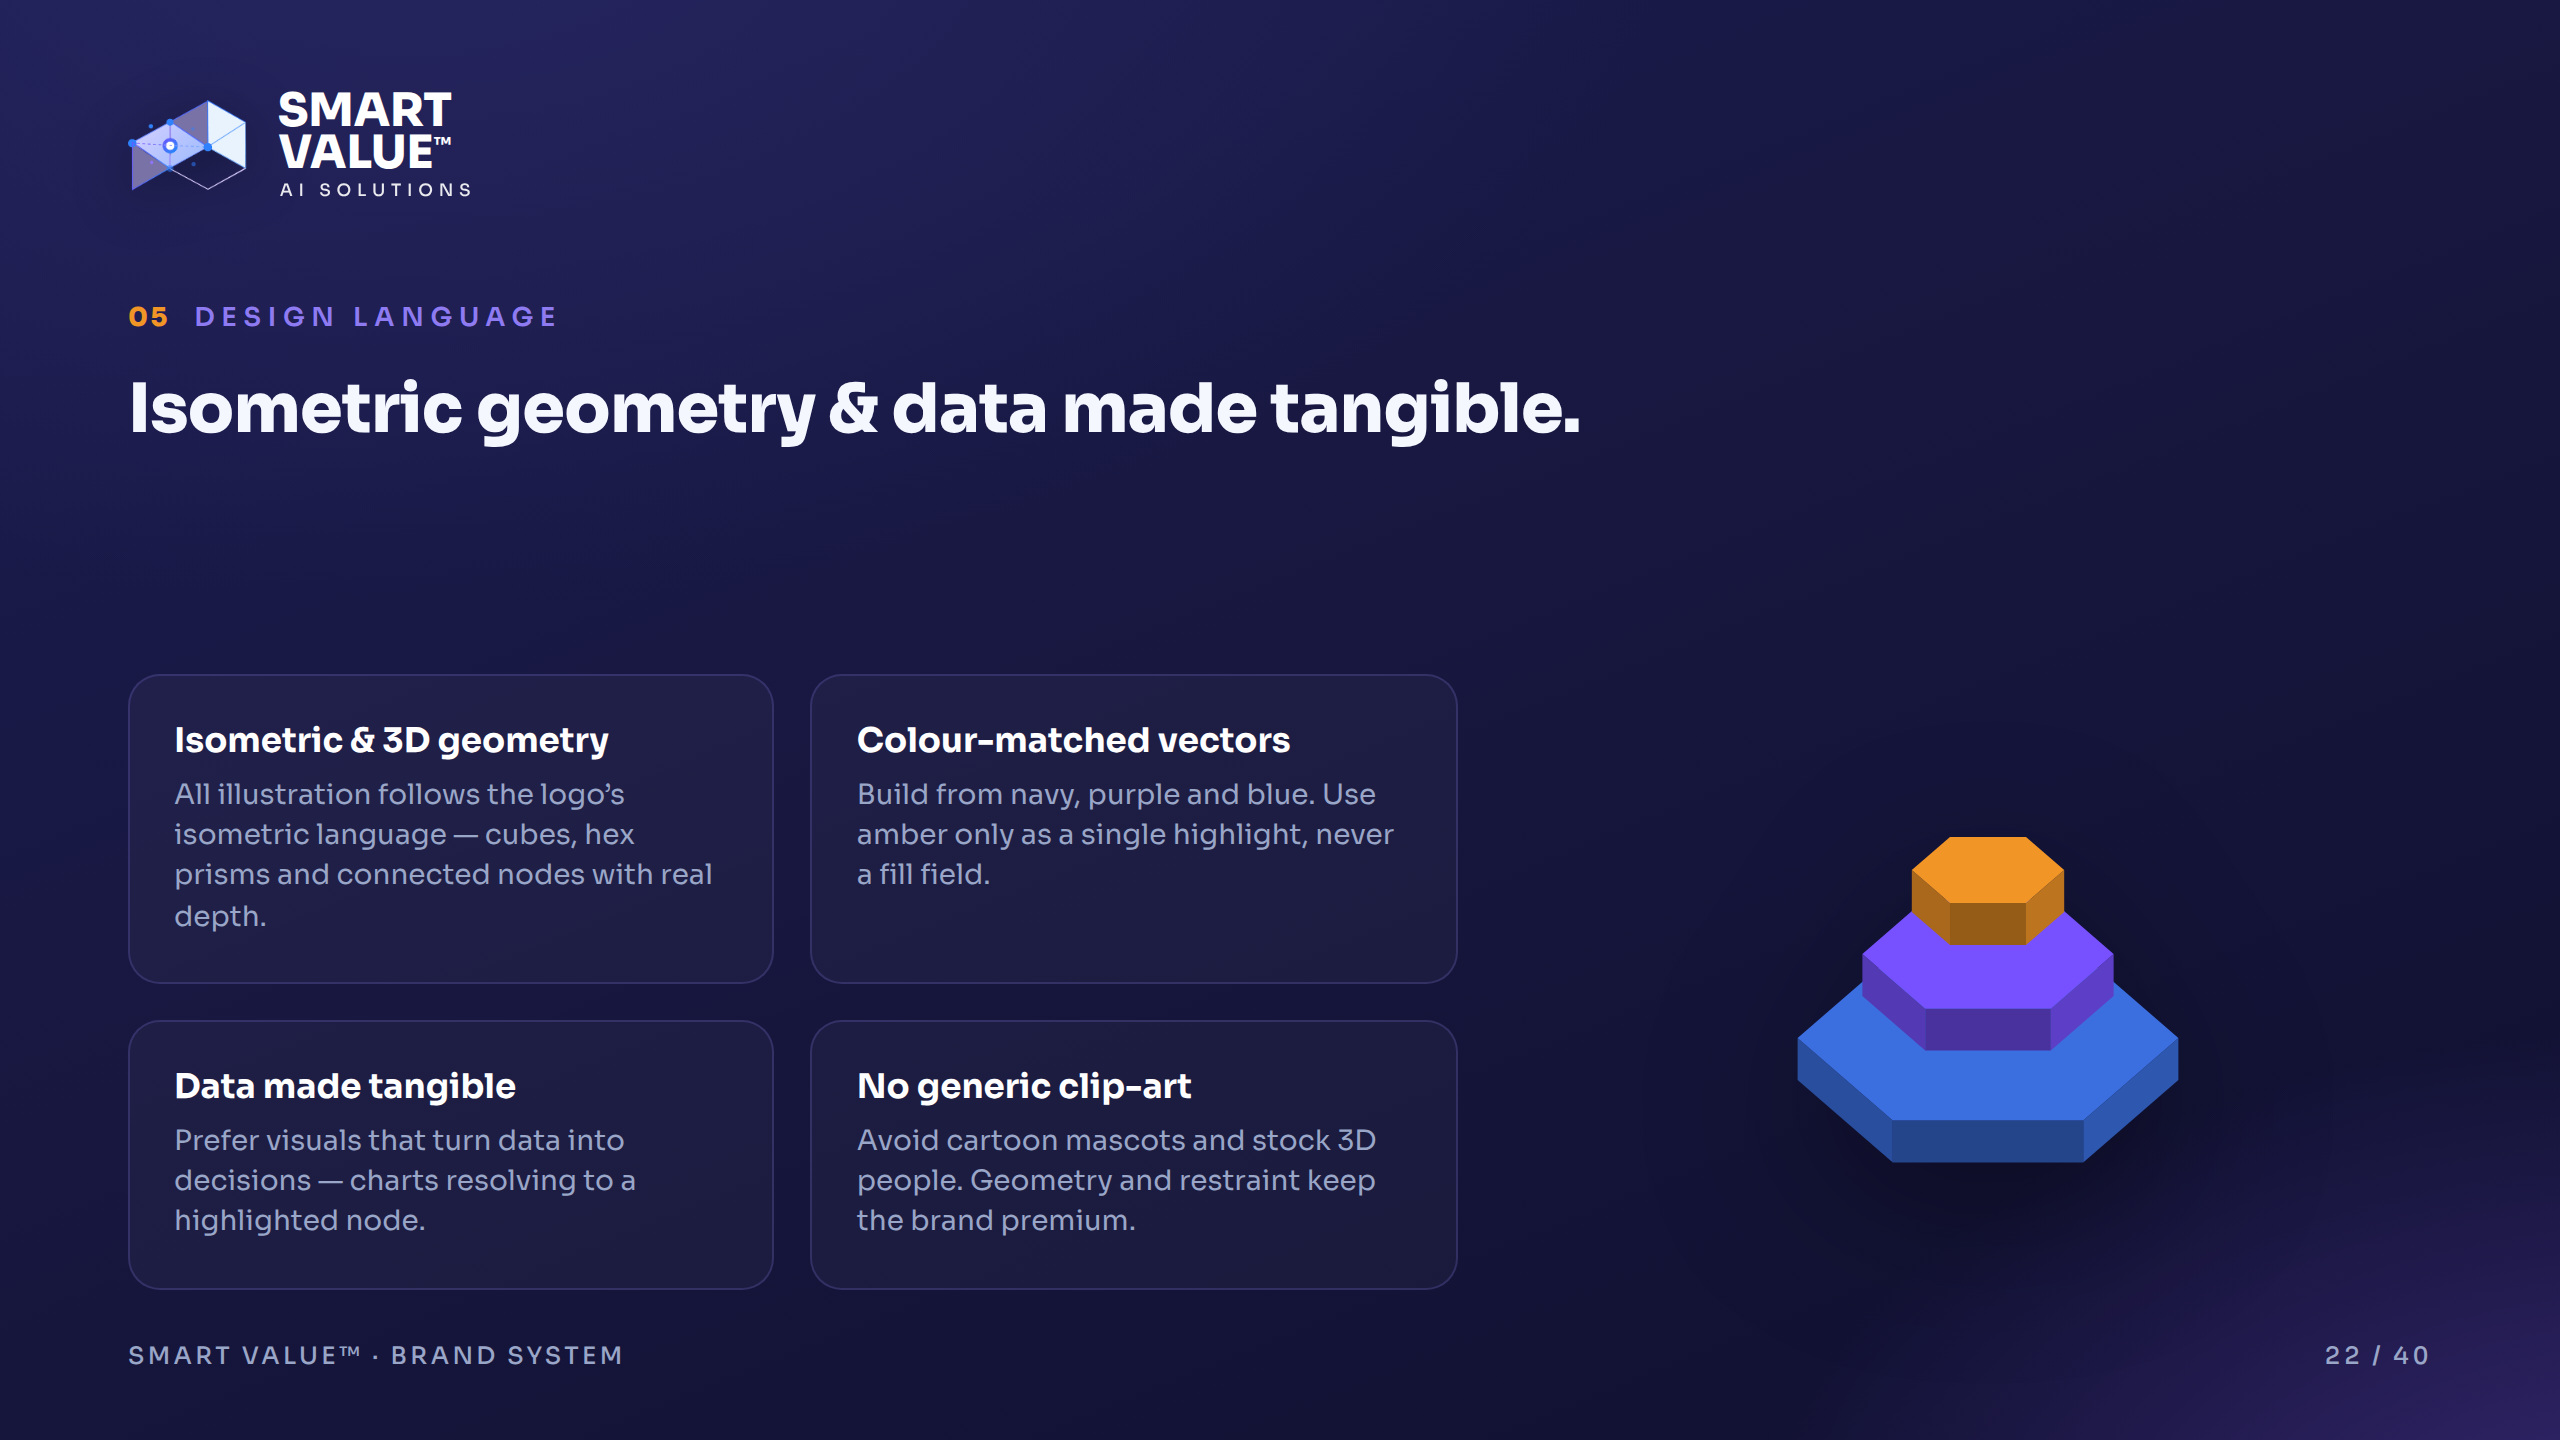 SMART
VALUE™
AI SOLUTIONS
05 DESIGN LANGUAGE
Isometric geometry & data made tangible.
Isometric & 3D geometry
All illustration follows the logo’s
isometric language — cubes, hex
prisms and connected nodes with real
depth.
Colour-matched vectors
Build from navy, purple and blue. Use
amber only as a single highlight, never
a fill field.
Data made tangible
Prefer visuals that turn data into
decisions — charts resolving to a
highlighted node.
No generic clip-art
Avoid cartoon mascots and stock 3D
people. Geometry and restraint keep
the brand premium.
SMART VALUE™ · BRAND SYSTEM
22 / 40